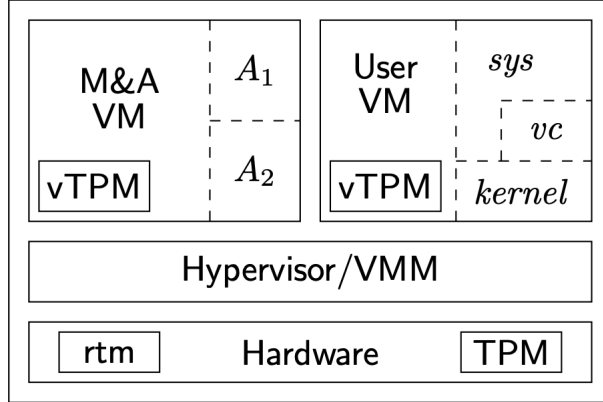 M&A
VM
A₁
A₂
vTPM
User
VM
sys
vc
vTPM
kernel
Hypervisor/VMM
rtm
Hardware
TPM